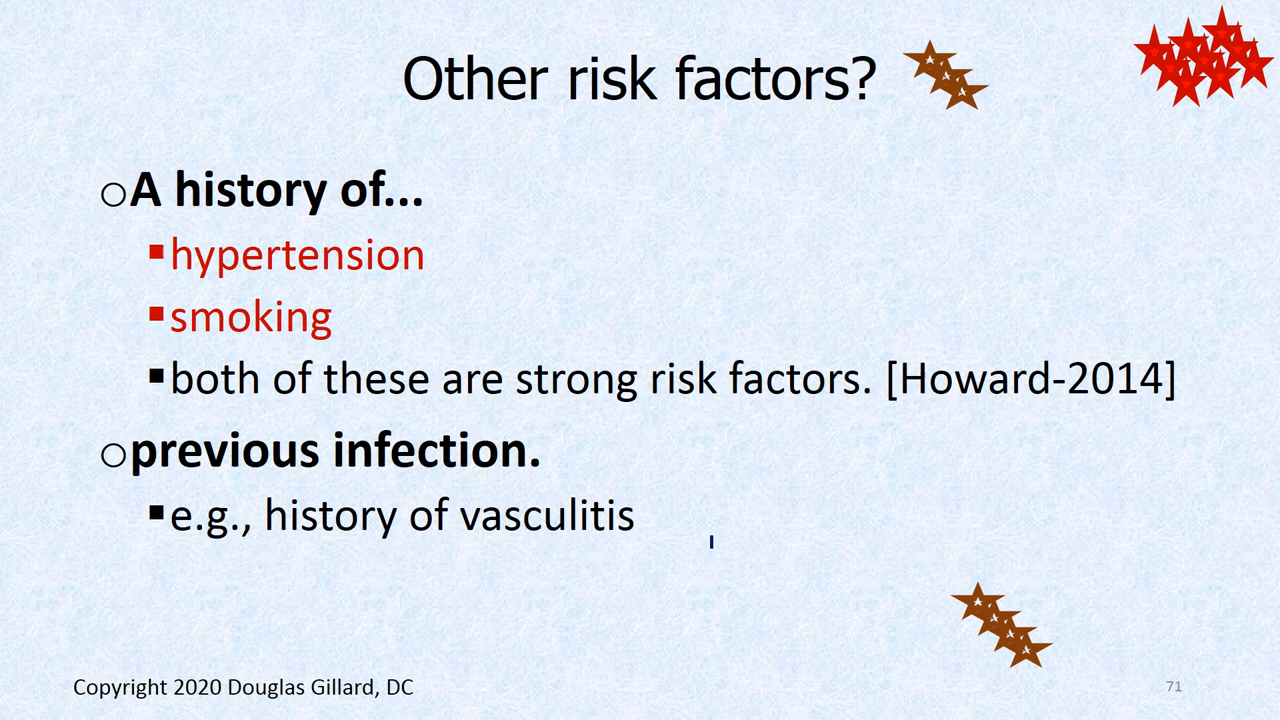 Other risk factors?
A history of...
hypertension
smoking
both of these are strong risk factors. [Howard-2014]
previous infection.
e.g., history of vasculitis
Copyright 2020 Douglas Gillard, DC
71